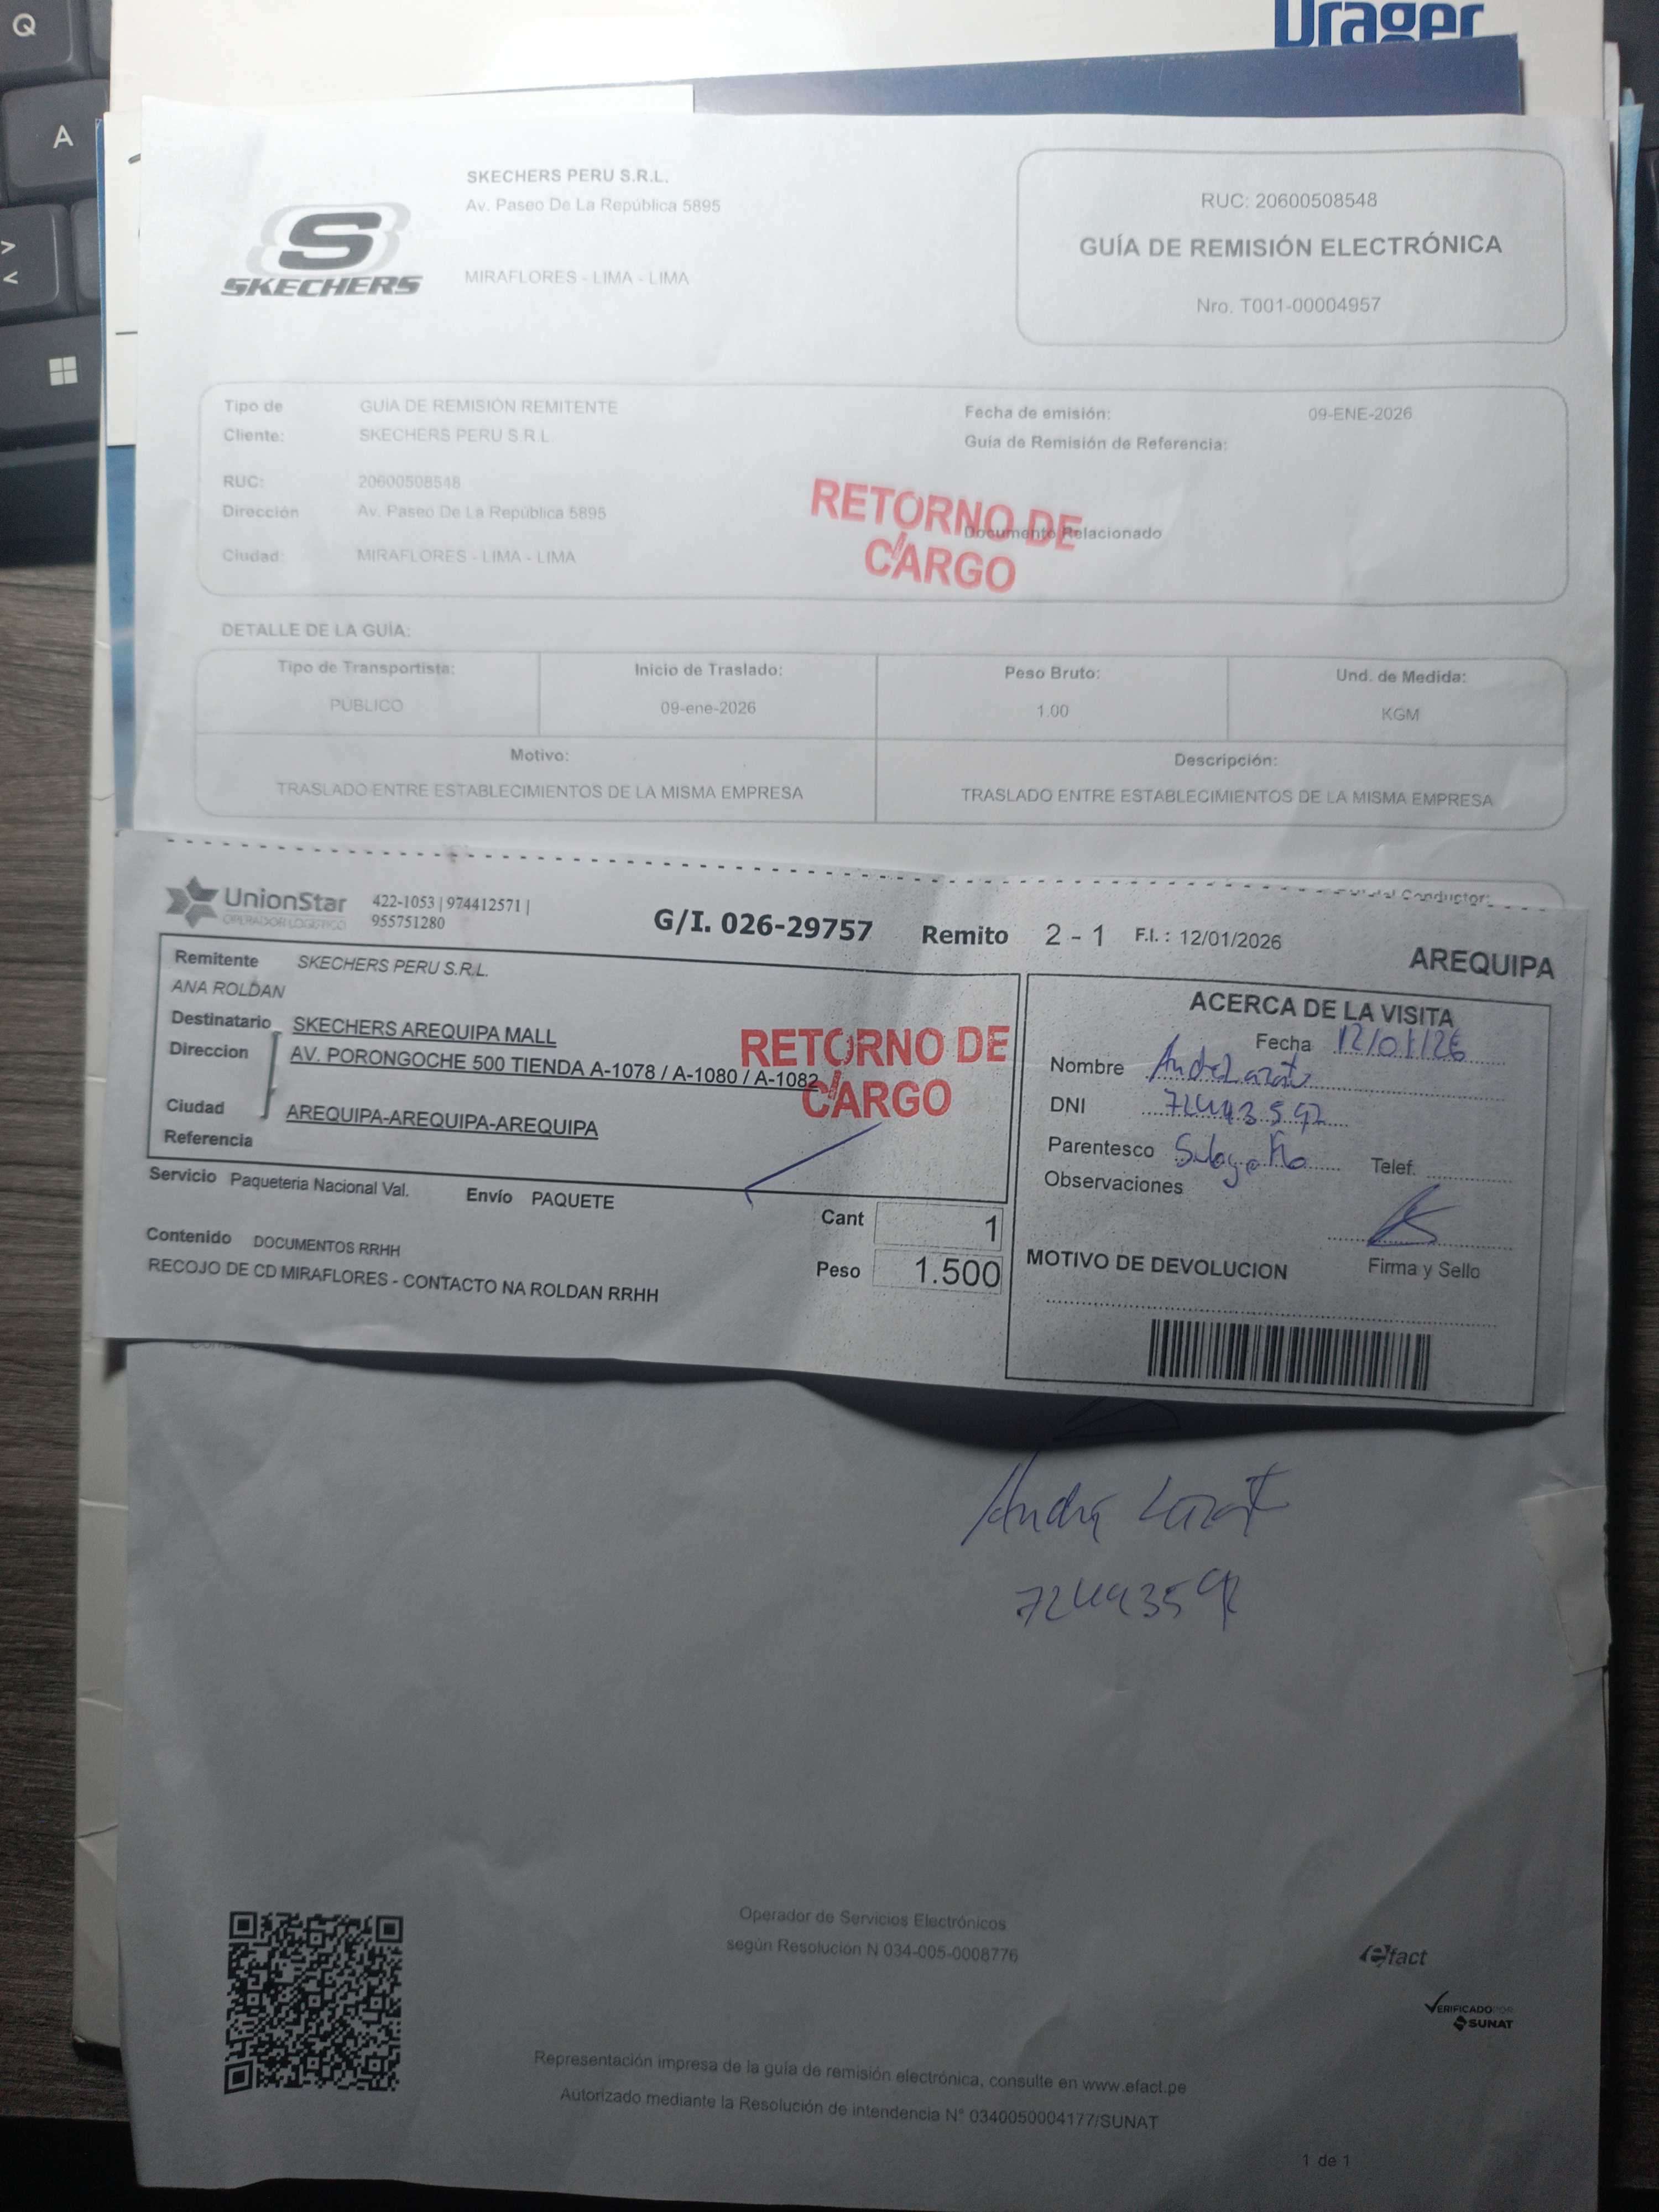 Drager
Q
A
SKECHERS
SKECHERS PERU S.R.L.
Av. Paseo De La República 5895
MIRAFLORES - LIMA - LIMA
RUC: 20600508548
GUÍA DE REMISIÓN ELECTRÓNICA
Nro. T001-00004957
Tipo de GUÍA DE REMISIÓN REMITENTE
Cliente: SKECHERS PERU S.R.L.
RUC: 20600508548
Dirección Av. Paseo De La República 5895
Ciudad: MIRAFLORES - LIMA - LIMA
Fecha de emisión: 09-ENE-2026
Guía de Remisión de Referencia:
Documento Relacionado
RETORNO DE
CARGO
DETALLE DE LA GUÍA:
Tipo de Transportista: Inicio de Traslado: Peso Bruto: Und. de Medida:
PÚBLICO 09-ene-2026 1.00 KGM
Motivo: Descripción:
TRASLADO ENTRE ESTABLECIMIENTOS DE LA MISMA EMPRESA TRASLADO ENTRE ESTABLECIMIENTOS DE LA MISMA EMPRESA
Conductor:
UnionStar
OPERADOR LOGÍSTICO
422-1053 | 974412571 |
955751280
G/I. 026-29757 Remito 2 - 1 F.I. : 12/01/2026
AREQUIPA
Remitente SKECHERS PERU S.R.L.
ANA ROLDAN
Destinatario SKECHERS AREQUIPA MALL
Direccion AV. PORONGOCHE 500 TIENDA A-1078 / A-1080 / A-1082
Ciudad AREQUIPA-AREQUIPA-AREQUIPA
Referencia
RETORNO DE
CARGO
Servicio Paqueteria Nacional Val. Envío PAQUETE
Cant 1
Contenido DOCUMENTOS RRHH
Peso 1.500
RECOJO DE CD MIRAFLORES - CONTACTO NA ROLDAN RRHH
ACERCA DE LA VISITA
Fecha 12/01/26
Nombre
DNI 72493592
Parentesco Telef.
Observaciones
MOTIVO DE DEVOLUCION
Firma y Sello
72493592
Operador de Servicios Electrónicos
según Resolución N 034-005-0008776
efact
VERIFICADO POR
SUNAT
Representación impresa de la guía de remisión electrónica, consulte en www.efact.pe
Autorizado mediante la Resolución de intendencia N° 0340050004177/SUNAT
1 de 1